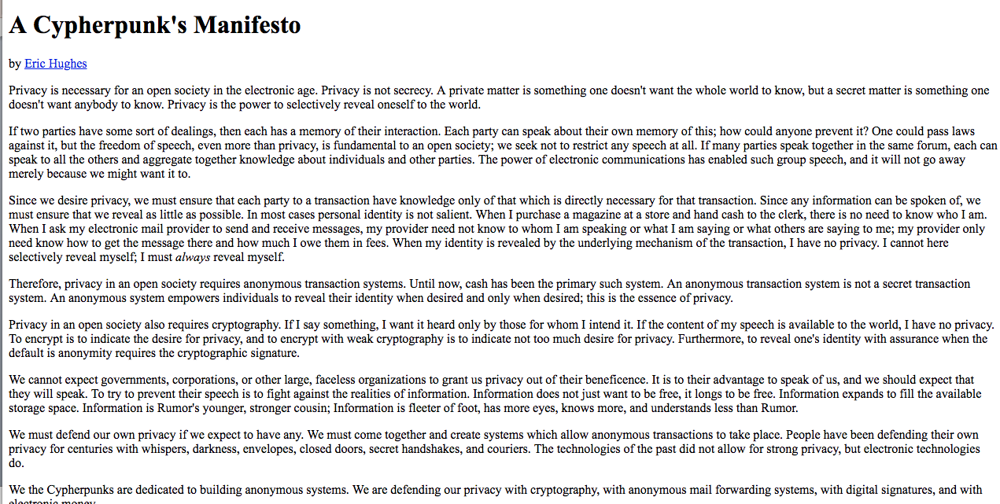 A Cypherpunk's Manifesto
by Eric Hughes
Privacy is necessary for an open society in the electronic age. Privacy is not secrecy. A private matter is something one doesn't want the whole world to know, but a secret matter is something one
doesn't want anybody to know. Privacy is the power to selectively reveal oneself to the world.
If two parties have some sort of dealings, then each has a memory of their interaction. Each party can speak about their own memory of this; how could anyone prevent it? One could pass laws
against it, but the freedom of speech, even more than privacy, is fundamental to an open society; we seek not to restrict any speech at all. If many parties speak together in the same forum, each can
speak to all the others and aggregate together knowledge about individuals and other parties. The power of electronic communications has enabled such group speech, and it will not go away
merely because we might want it to.
Since we desire privacy, we must ensure that each party to a transaction have knowledge only of that which is directly necessary for that transaction. Since any information can be spoken of, we
must ensure that we reveal as little as possible. In most cases personal identity is not salient. When I purchase a magazine at a store and hand cash to the clerk, there is no need to know who I am.
When I ask my electronic mail provider to send and receive messages, my provider need not know to whom I am speaking or what I am saying or what others are saying to me; my provider only
need know how to get the message there and how much I owe them in fees. When my identity is revealed by the underlying mechanism of the transaction, I have no privacy. I cannot here
selectively reveal myself; I must always reveal myself.
Therefore, privacy in an open society requires anonymous transaction systems. Until now, cash has been the primary such system. An anonymous transaction system is not a secret transaction
system. An anonymous system empowers individuals to reveal their identity when desired and only when desired; this is the essence of privacy.
Privacy in an open society also requires cryptography. If I say something, I want it heard only by those for whom I intend it. If the content of my speech is available to the world, I have no privacy.
To encrypt is to indicate the desire for privacy, and to encrypt with weak cryptography is to indicate not too much desire for privacy. Furthermore, to reveal one's identity with assurance when the
default is anonymity requires the cryptographic signature.
We cannot expect governments, corporations, or other large, faceless organizations to grant us privacy out of their beneficence. It is to their advantage to speak of us, and we should expect that
they will speak. To try to prevent their speech is to fight against the realities of information. Information does not just want to be free, it longs to be free. Information expands to fill the available
storage space. Information is Rumor's younger, stronger cousin; Information is fleeter of foot, has more eyes, knows more, and understands less than Rumor.
We must defend our own privacy if we expect to have any. We must come together and create systems which allow anonymous transactions to take place. People have been defending their own
privacy for centuries with whispers, darkness, envelopes, closed doors, secret handshakes, and couriers. The technologies of the past did not allow for strong privacy, but electronic technologies
do.
We the Cypherpunks are dedicated to building anonymous systems. We are defending our privacy with cryptography, with anonymous mail forwarding systems, with digital signatures, and with
electronic money.